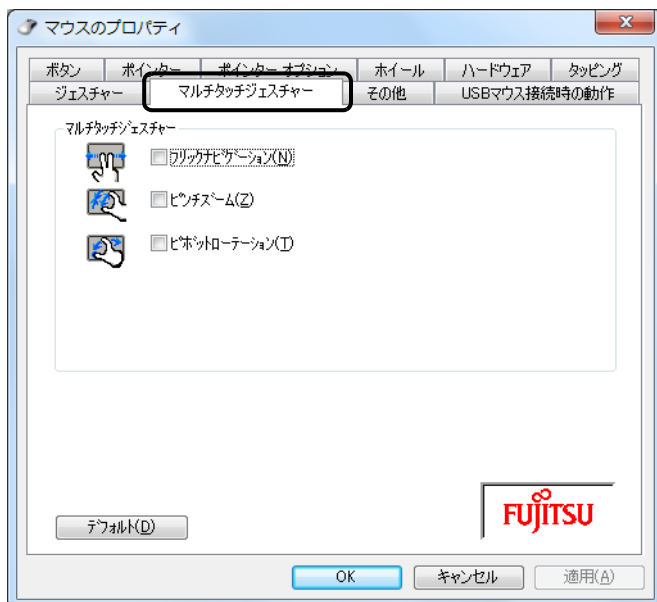 マウスのプロパティ
ボタン ポインター ポインター オプション ホイール ハードウェア タッピング
ジェスチャー マルチタッチジェスチャー その他 USBマウス接続時の動作
マルチタッチジェスチャー
フリックナビゲーション(N)
ピンチズーム(Z)
ピボットローテーション(T)
FUJITSU
デフォルト(D)
OK キャンセル 適用(A)